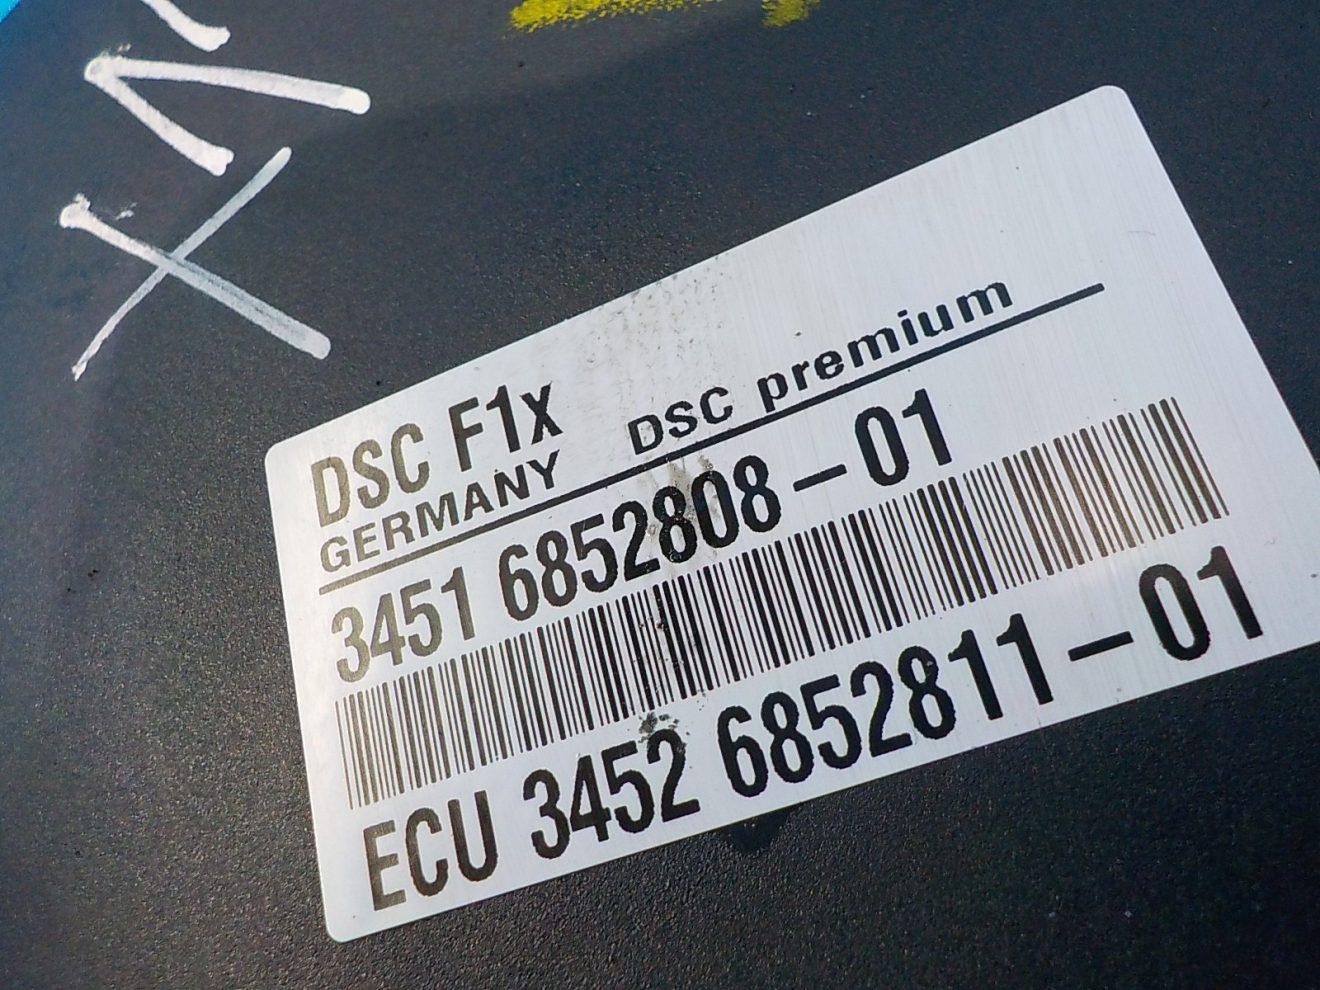 DSC F1x
GERMANY DSC premium
3451 6852808-01
ECU 3452 6852811-01